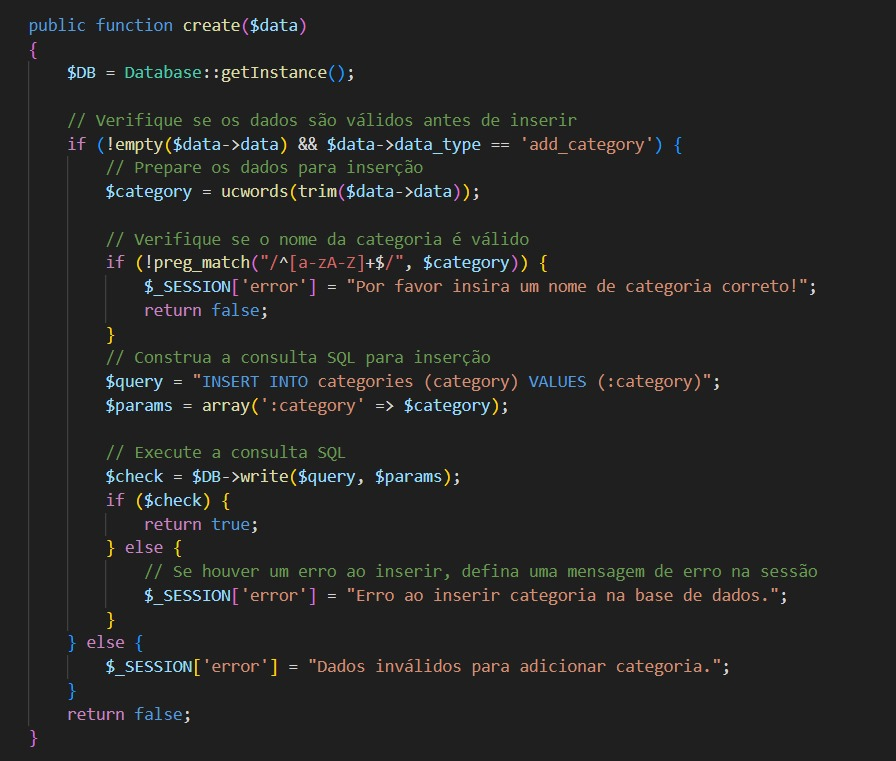 public function create($data)
{
    $DB = Database::getInstance();

    // Verifique se os dados são válidos antes de inserir
    if (!empty($data->data) && $data->data_type == 'add_category') {
        // Prepare os dados para inserção
        $category = ucwords(trim($data->data));

        // Verifique se o nome da categoria é válido
        if (!preg_match("/^[a-zA-Z]+$/", $category)) {
            $_SESSION['error'] = "Por favor insira um nome de categoria correto!";
            return false;
        }
        // Construa a consulta SQL para inserção
        $query = "INSERT INTO categories (category) VALUES (:category)";
        $params = array(':category' => $category);

        // Execute a consulta SQL
        $check = $DB->write($query, $params);
        if ($check) {
            return true;
        } else {
            // Se houver um erro ao inserir, defina uma mensagem de erro na sessão
            $_SESSION['error'] = "Erro ao inserir categoria na base de dados.";
        }
    } else {
        $_SESSION['error'] = "Dados inválidos para adicionar categoria.";
    }
    return false;
}